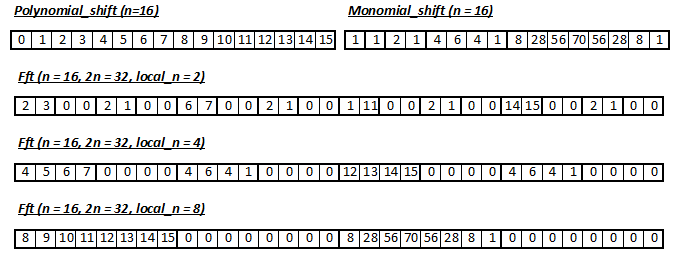 Polynomial_shift (n=16)
Monomial_shift (n = 16)
0 1 2 3 4 5 6 7 8 9 10 11 12 13 14 15
1 1 2 1 4 6 4 1 8 28 56 70 56 28 8 1
Fft (n = 16, 2n = 32, local_n = 2)
2 3 0 0 2 1 0 0 6 7 0 0 2 1 0 0 1 11 0 0 2 1 0 0 14 15 0 0 2 1 0 0
Fft (n = 16, 2n = 32, local_n = 4)
4 5 6 7 0 0 0 0 4 6 4 1 0 0 0 0 12 13 14 15 0 0 0 0 4 6 4 1 0 0 0 0
Fft (n = 16, 2n = 32, local_n = 8)
8 9 10 11 12 13 14 15 0 0 0 0 0 0 0 0 8 28 56 70 56 28 8 1 0 0 0 0 0 0 0 0